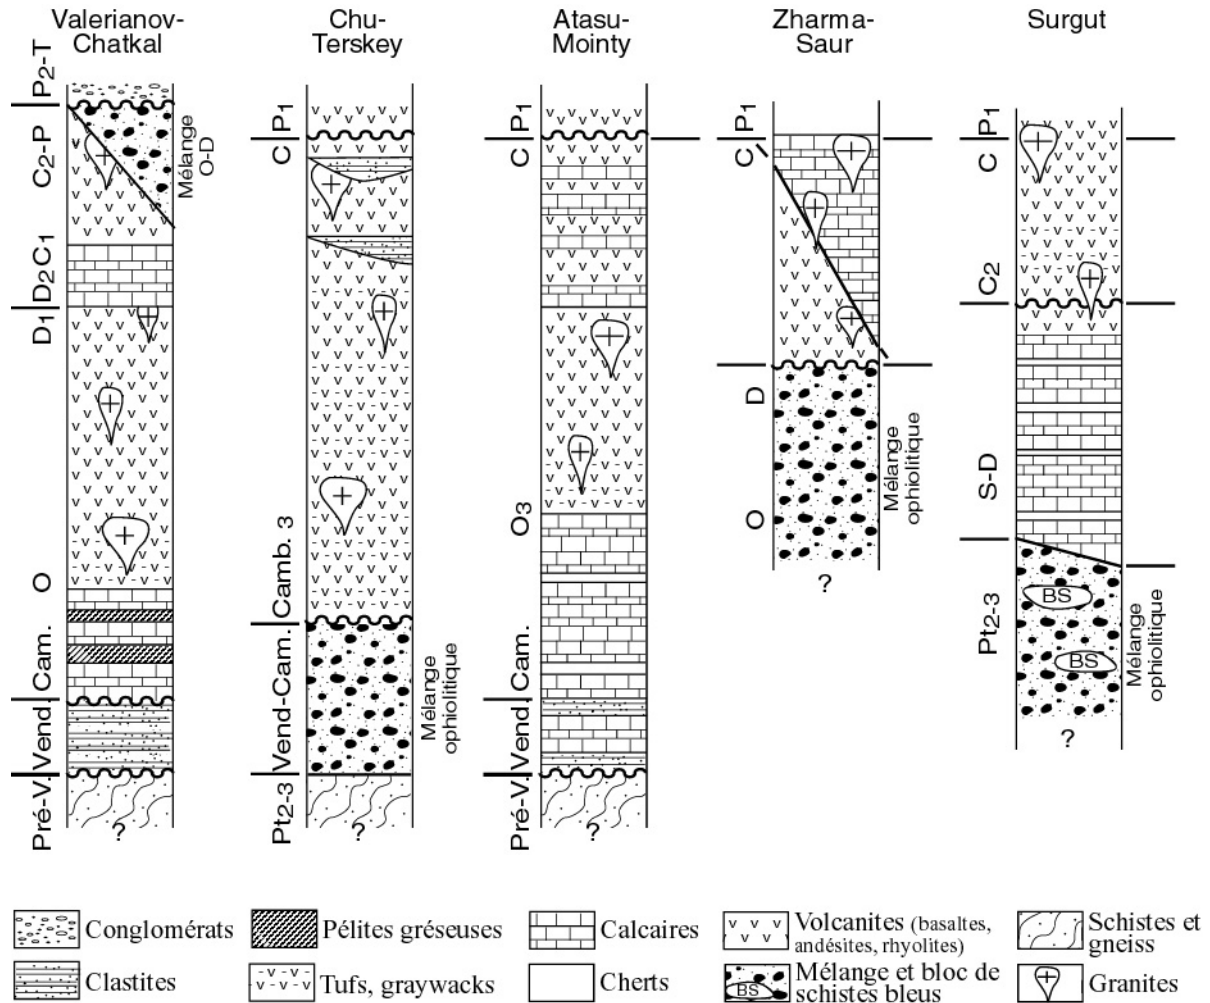 Valerianov-
Chatkal
Chu-
Terskey
Atasu-
Mointy
Zharma-
Saur
Surgut
P2-T
C2-P
D2C1
D1
O
Cam.
Vend.
Pré-V.
Mélange
O-D
?
P1
C
Camb. 3
Vend-Cam.
Pt2-3
Mélange
ophiolitique
?
P1
C
O3
Cam.
Vend.
Pré-V.
?
P1
C
D
O
Mélange
ophiolitique
?
P1
C
C2
S-D
Pt2-3
BS
BS
Mélange
ophiolitique
?
Conglomérats
Pélites gréseuses
Calcaires
Volcanites (basaltes,
andésites, rhyolites)
Schistes et
gneiss
Clastites
Tufs, graywacks
Cherts
BS
Mélange et bloc de
schistes bleus
Granites